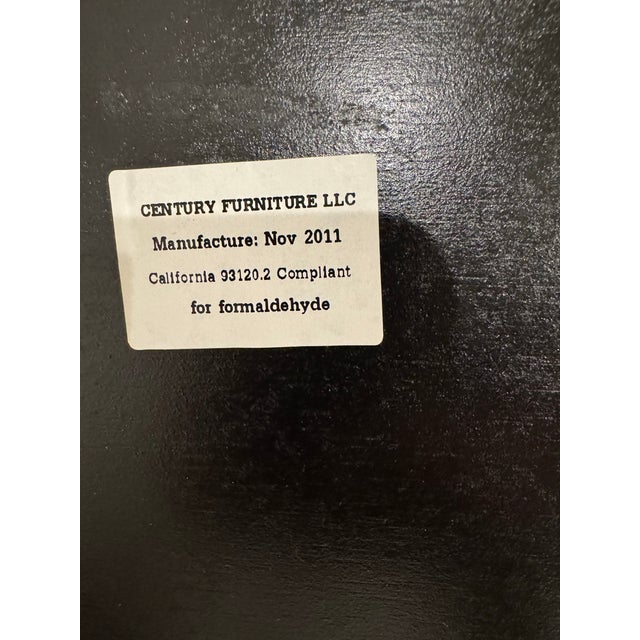 CENTURY FURNITURE LLC
Manufacture: Nov 2011
California 93120.2 Compliant
for formaldehyde